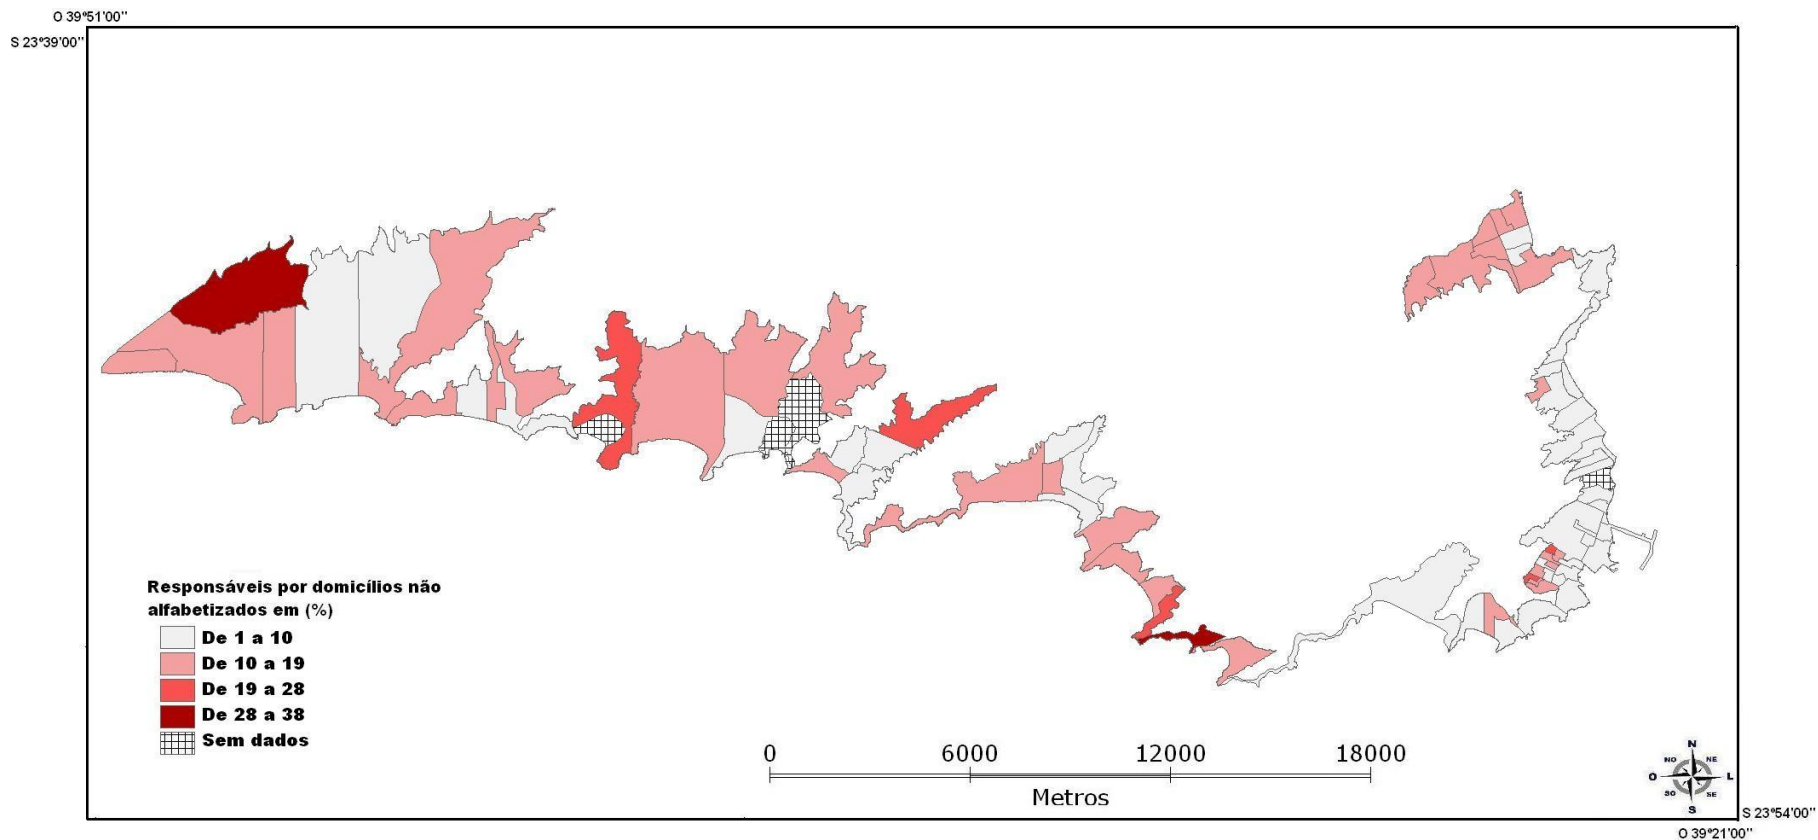 O 39°51'00''
S 23°39'00''
Responsáveis por domicílios não
alfabetizados em (%)
De 1 a 10
De 10 a 19
De 19 a 28
De 28 a 38
Sem dados
0 6000 12000 18000
Metros
N
NO NE
O L
SO SE
S
S 23°54'00''
O 39°21'00''